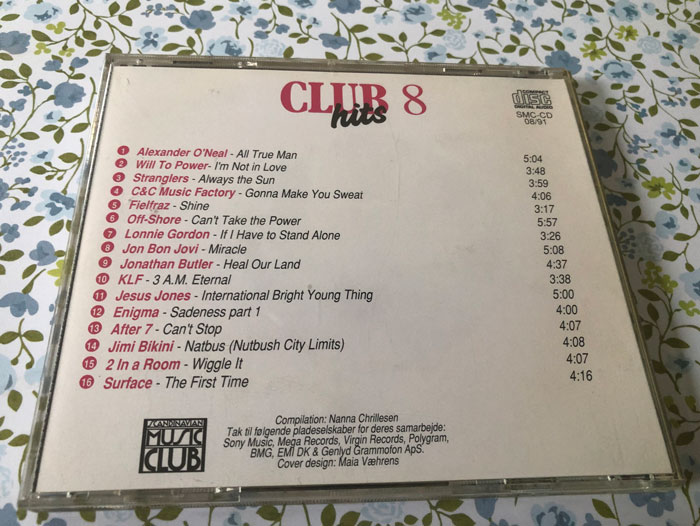 CLUB 8
hits
COMPACT
disc
DIGITAL AUDIO
SMC-CD
08/91
1 Alexander O'Neal - All True Man 5:04
2 Will To Power- I'm Not in Love 3:48
3 Stranglers - Always the Sun 3:59
4 C&C Music Factory - Gonna Make You Sweat 4:06
5 Fielfraz - Shine 3:17
6 Off-Shore - Can't Take the Power 5:57
7 Lonnie Gordon - If I Have to Stand Alone 3:26
8 Jon Bon Jovi - Miracle 5:08
9 Jonathan Butler - Heal Our Land 4:37
10 KLF - 3 A.M. Eternal 3:38
11 Jesus Jones - International Bright Young Thing 5:00
12 Enigma - Sadeness part 1 4:00
13 After 7 - Can't Stop 4:07
14 Jimi Bikini - Natbus (Nutbush City Limits) 4:08
15 2 In a Room - Wiggle It 4:07
16 Surface - The First Time 4:16
SCANDINAVIAN
MUSIC
CLUB
Compilation: Nanna Chrillesen
Tak til følgende pladeselskaber for deres samarbejde:
Sony Music, Mega Records, Virgin Records, Polygram,
BMG, EMI DK & Genlyd Grammofon ApS.
Cover design: Maia Væhrens